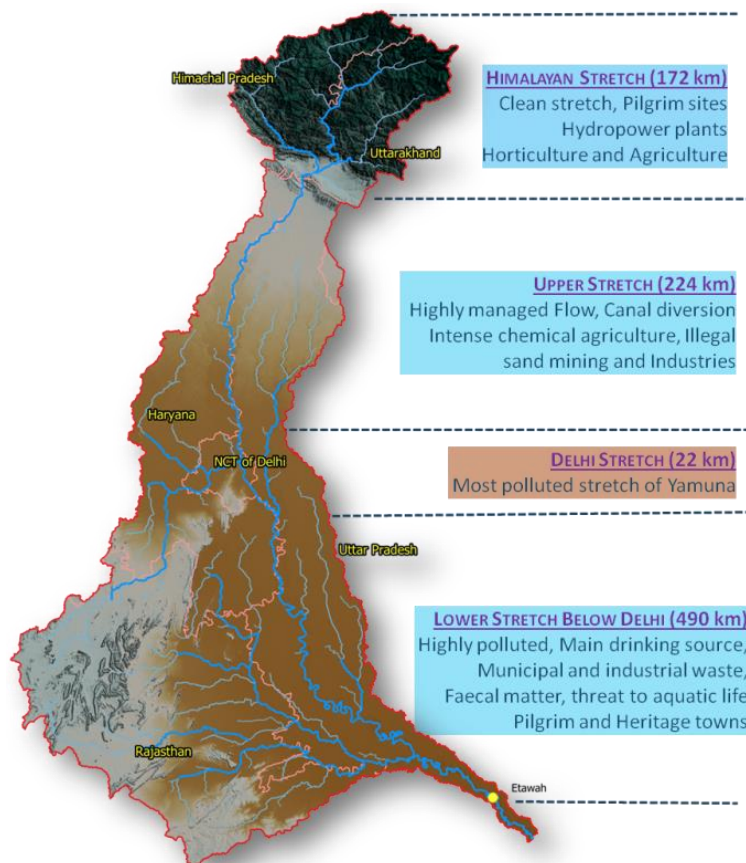 HIMALAYAN STRETCH (172 km)
Clean stretch, Pilgrim sites
Hydropower plants
Horticulture and Agriculture
Himachal Pradesh
Uttarakhand
UPPER STRETCH (224 km)
Highly managed Flow, Canal diversion
Intense chemical agriculture, Illegal
sand mining and Industries
Haryana
NCT of Delhi
DELHI STRETCH (22 km)
Most polluted stretch of Yamuna
Uttar Pradesh
LOWER STRETCH BELOW DELHI (490 km)
Highly polluted, Main drinking source,
Municipal and industrial waste,
Faecal matter, threat to aquatic life
Pilgrim and Heritage towns
Rajasthan
Etawah